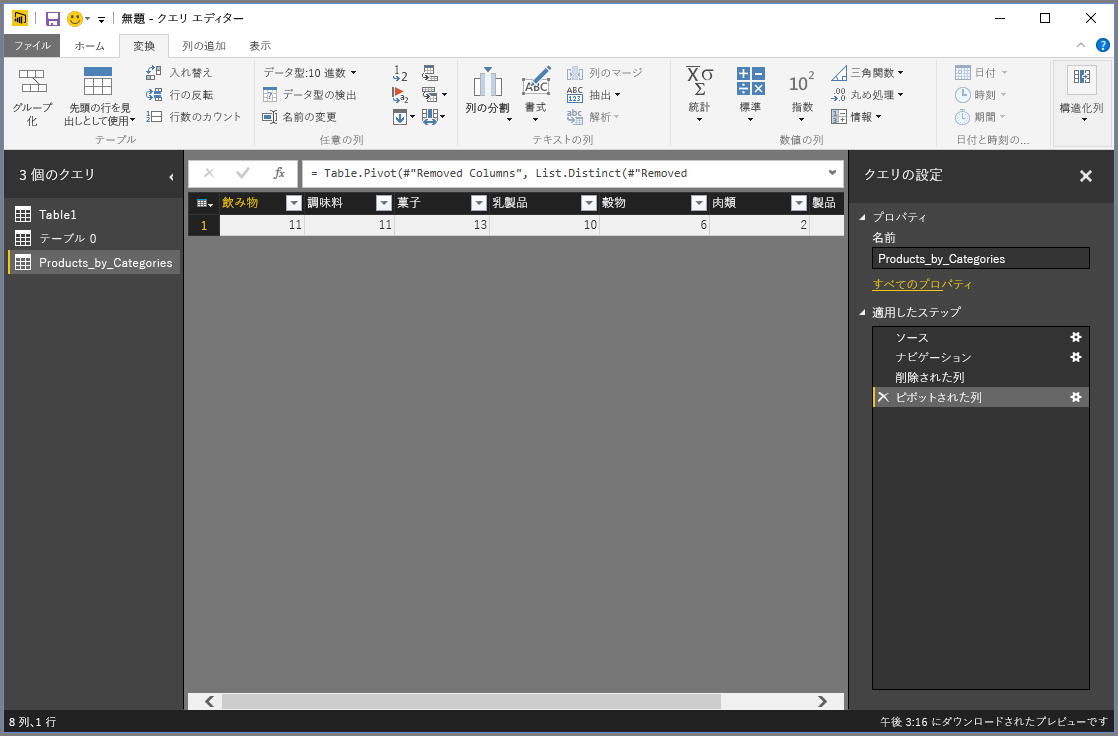 無題 - クエリ エディター
ファイル ホーム 変換 列の追加 表示
グループ化
先頭の行を見出しとして使用
入れ替え
行の反転
行数のカウント
テーブル
データ型:10 進数
データ型の検出
名前の変更
任意の列
列の分割
書式
列のマージ
抽出
解析
テキストの列
統計
標準
10²
指数
三角関数
丸め処理
情報
数値の列
日付
時刻
期間
日付と時刻の...
構造化列
3 個のクエリ
Table1
テーブル 0
Products_by_Categories
fx
= Table.Pivot(#"Removed Columns", List.Distinct(#"Removed
飲み物 調味料 菓子 乳製品 穀物 肉類 製品
1 11 11 13 10 6 2
クエリの設定
プロパティ
名前
Products_by_Categories
すべてのプロパティ
適用したステップ
ソース
ナビゲーション
削除された列
ピボットされた列
8 列、1 行
午後 3:16 にダウンロードされたプレビューです